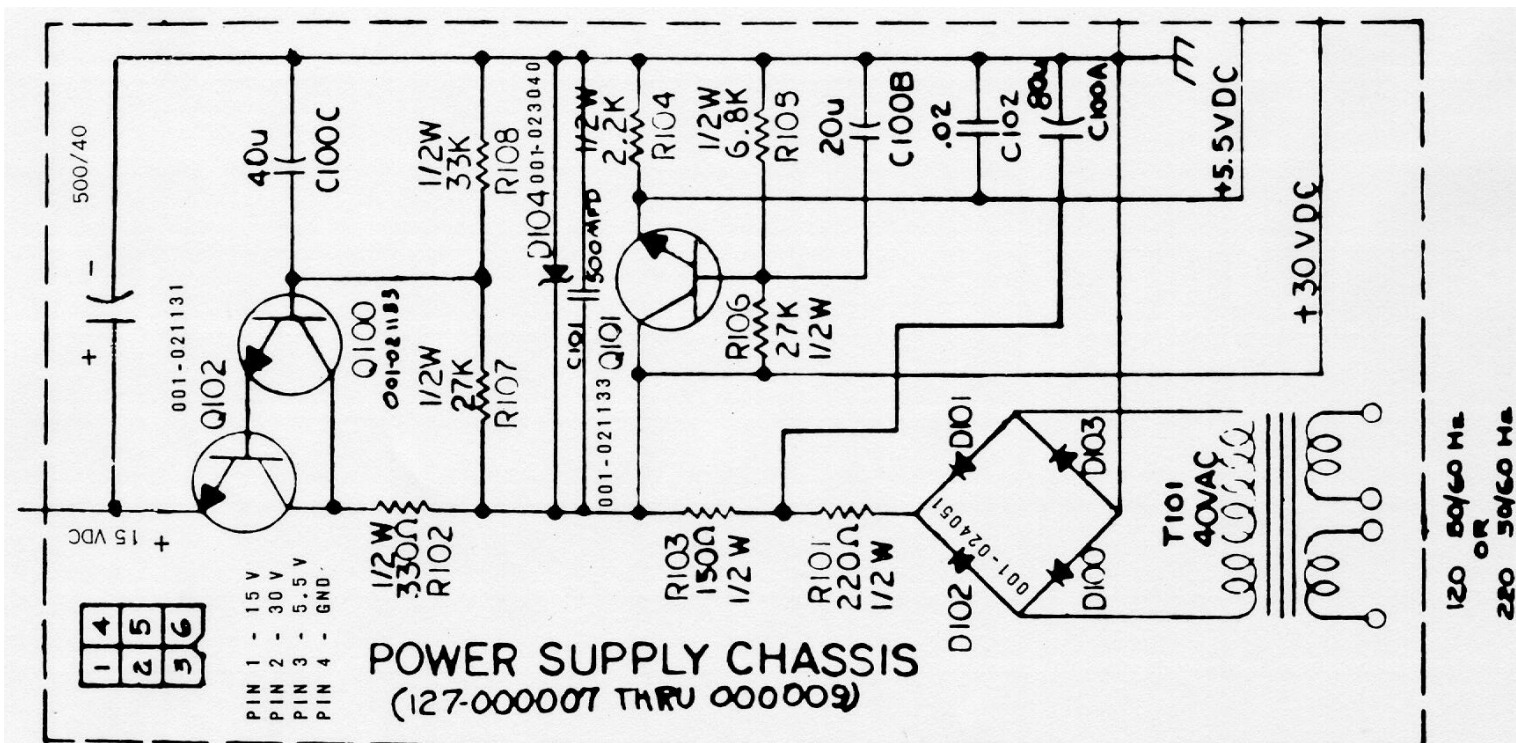 500/40
+ -
40u
C100C
1/2W
33K
R108
D104
001-023040
1/2W
2.2K
R104
1/2W
6.8K
R105
20u
C100B
.02
C102
80u
C100A
+5.5VDC
+30VDC
001-021131
Q102
Q100
001-021133
1/2W
27K
R107
C101
500MFD
001-021133
Q101
R106
27K
1/2W
+ 15 VDC
1/2 W
330Ω
R102
R103
150Ω
1/2 W
R101
220Ω
1/2 W
D101
D103
D102
D100
001-024051
T101
40VAC
120 50/60 Hz
OR
220 50/60 Hz
1 4
2 5
3 6
PIN 1 - 15 V
PIN 2 - 30 V
PIN 3 - 5.5 V
PIN 4 - GND.
POWER SUPPLY CHASSIS
(127-000007 THRU 000009)